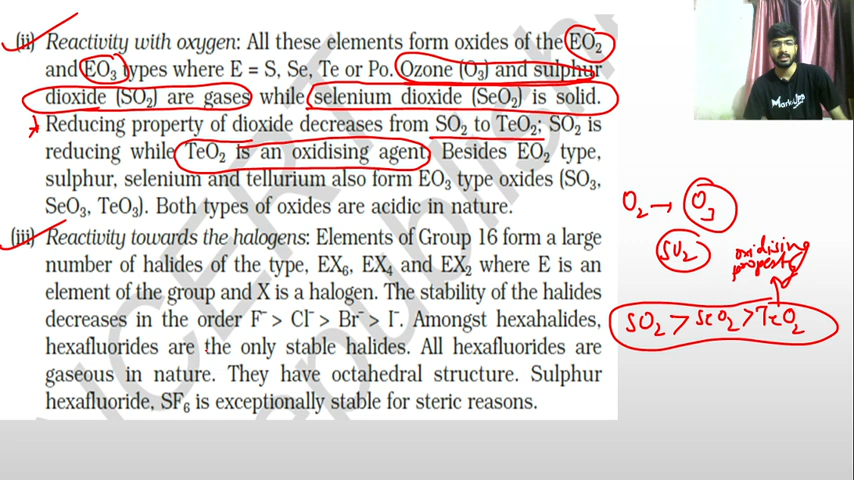 (ii) Reactivity with oxygen: All these elements form oxides of the EO₂
and EO₃ types where E = S, Se, Te or Po. Ozone (O₃) and sulphur
dioxide (SO₂) are gases while selenium dioxide (SeO₂) is solid.
Reducing property of dioxide decreases from SO₂ to TeO₂; SO₂ is
reducing while TeO₂ is an oxidising agent. Besides EO₂ type,
sulphur, selenium and tellurium also form EO₃ type oxides (SO₃,
SeO₃, TeO₃). Both types of oxides are acidic in nature.
(iii) Reactivity towards the halogens: Elements of Group 16 form a large
number of halides of the type, EX₆, EX₄ and EX₂ where E is an
element of the group and X is a halogen. The stability of the halides
decreases in the order F⁻ > Cl⁻ > Br⁻ > I⁻. Amongst hexahalides,
hexafluorides are the only stable halides. All hexafluorides are
gaseous in nature. They have octahedral structure. Sulphur
hexafluoride, SF₆ is exceptionally stable for steric reasons.
O₂ → O₃
SO₂
oxidising
property
SO₂ > SeO₂ > TeO₂
NCERT
republish